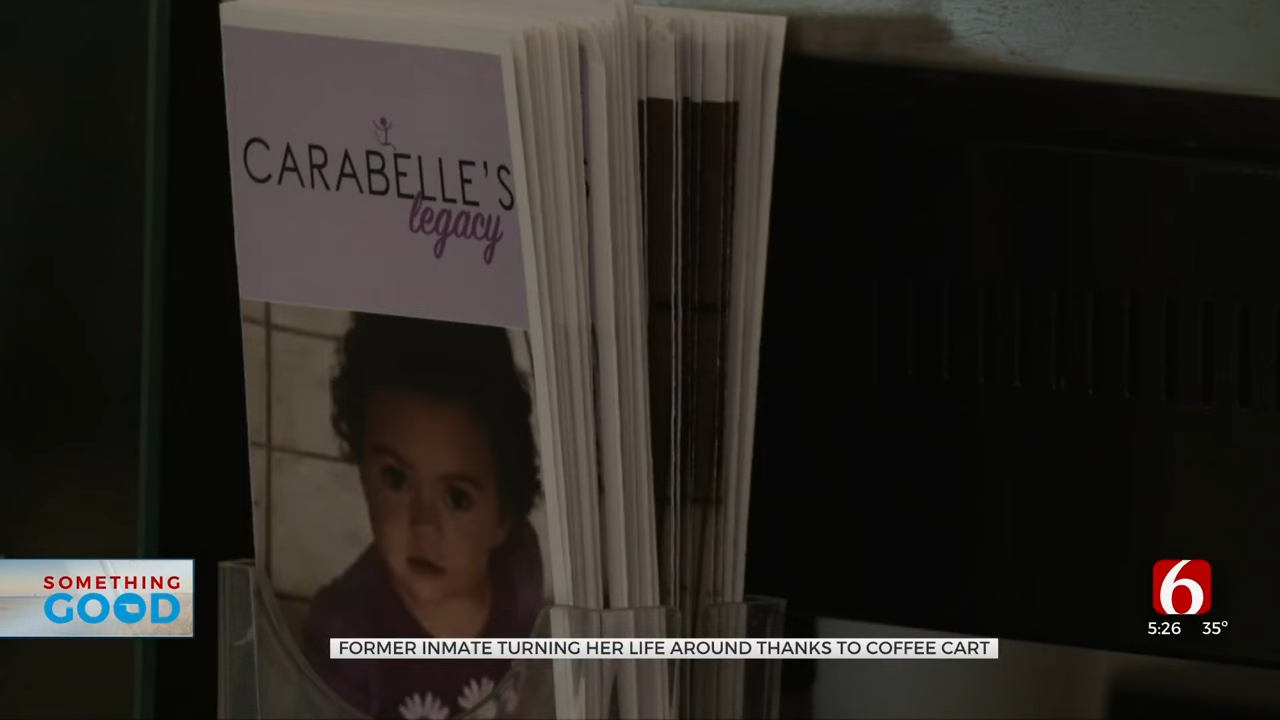 CARABELLE'S
legacy
SOMETHING
GOOD
6
5:26 35°
FORMER INMATE TURNING HER LIFE AROUND THANKS TO COFFEE CART